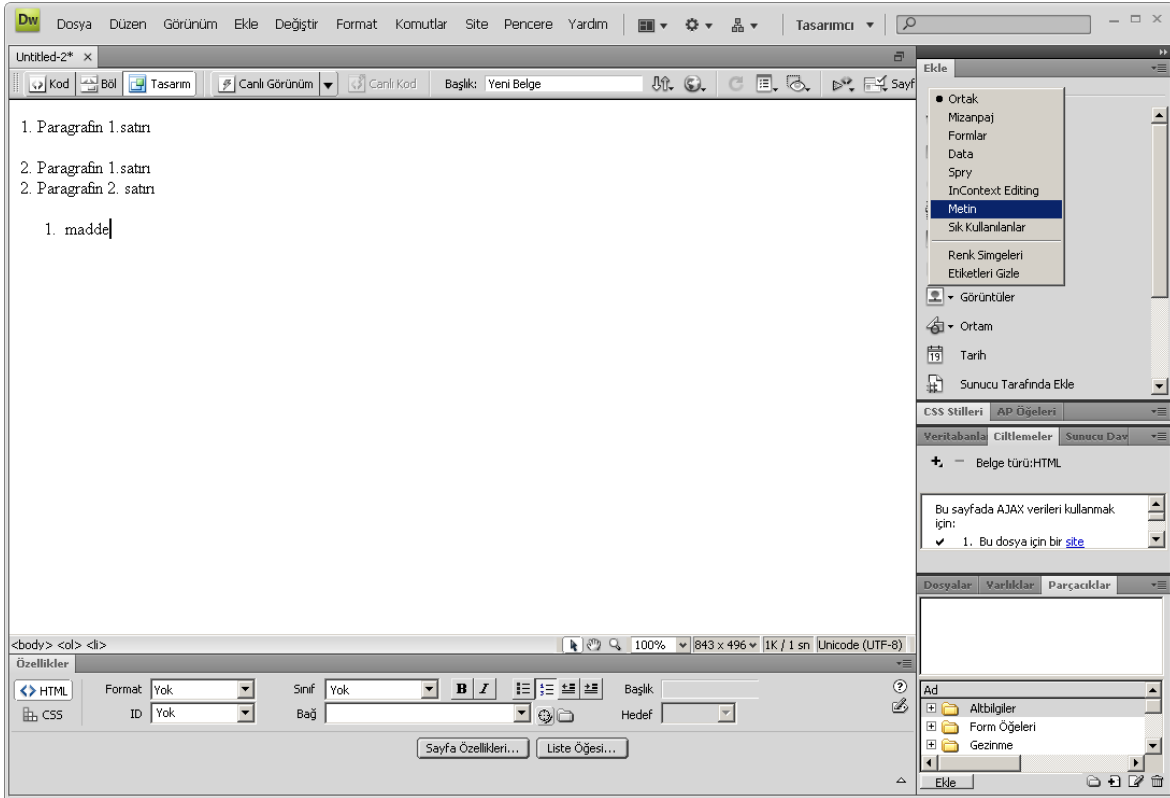 Dw Dosya Düzen Görünüm Ekle Değiştir Format Komutlar Site Pencere Yardım Tasarımcı
Untitled-2*
Kod Böl Tasarım Canlı Görünüm Canlı Kod Başlık: Yeni Belge Sayf
1. Paragrafin 1.satırı
2. Paragrafin 1.satırı
2. Paragrafin 2. satırı
1. madde
<body> <ol> <li> 100% 843 x 496 1K / 1 sn Unicode (UTF-8)
Özellikler
HTML Format Yok Sınıf Yok B I Başlık
CSS ID Yok Bağ Hedef
Sayfa Özellikleri... Liste Öğesi...
Ekle
Ortak
Mizanpaj
Formlar
Data
Spry
InContext Editing
Metin
Sık Kullanılanlar
Renk Simgeleri
Etiketleri Gizle
Görüntüler
Ortam
19 Tarih
Sunucu Tarafında Ekle
CSS Stilleri AP Öğeleri
Veritabanla Ciltlemeler Sunucu Dav
Belge türü:HTML
Bu sayfada AJAX verileri kullanmak
için:
1. Bu dosya için bir site
Dosyalar Varlıklar Parçacıklar
Ad
Altbilgiler
Form Öğeleri
Gezinme
Ekle